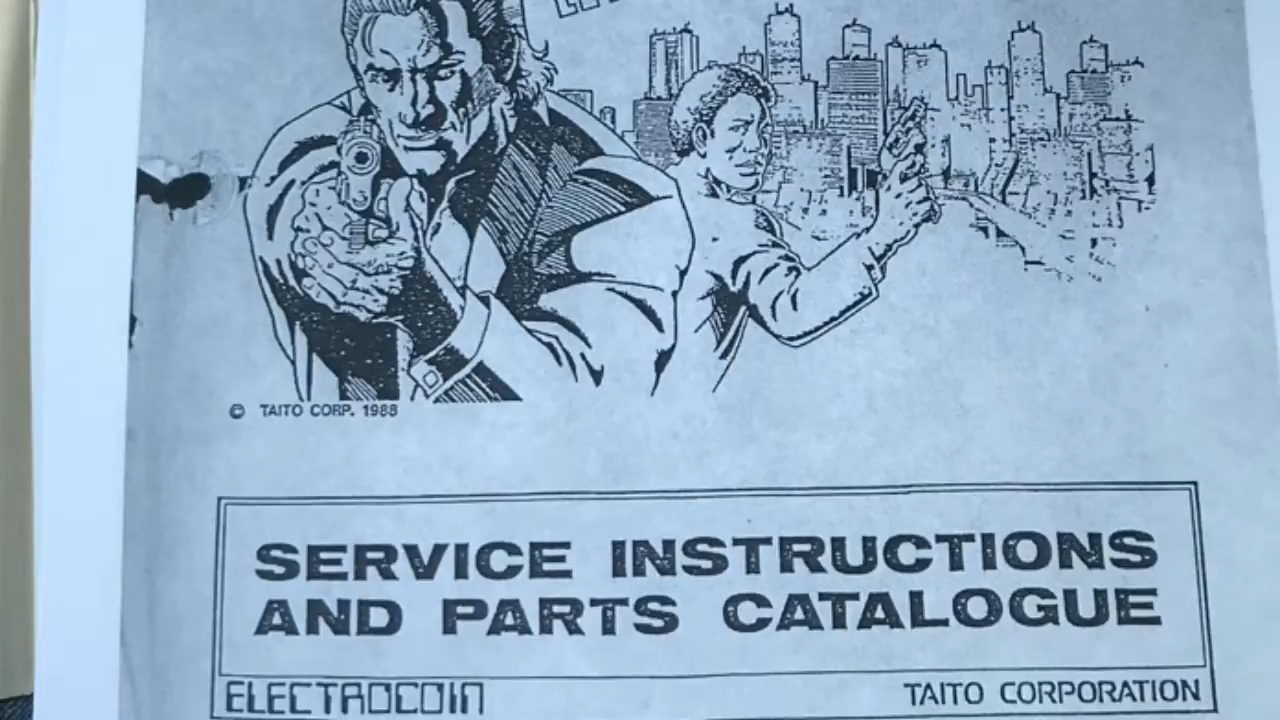 © TAITO CORP. 1988
SERVICE INSTRUCTIONS
AND PARTS CATALOGUE
ELECTROCOIN
TAITO CORPORATION